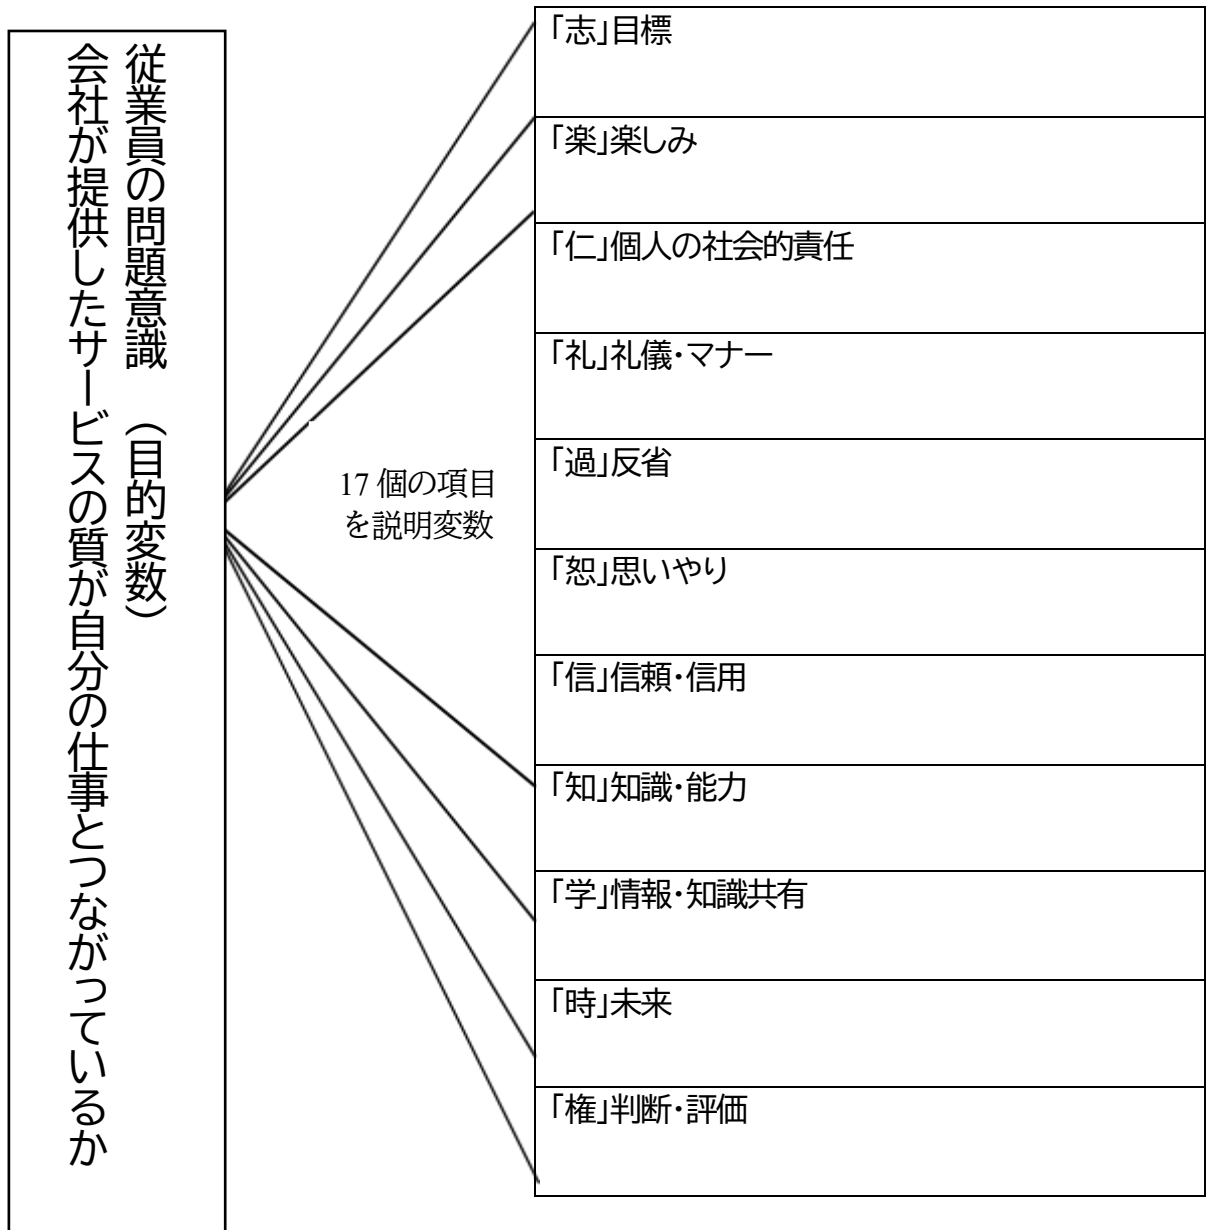 従業員の問題意識　（目的変数）
会社が提供したサービスの質が自分の仕事とつながっているか
17 個の項目
を説明変数
「志」目標
「楽」楽しみ
「仁」個人の社会的責任
「礼」礼儀・マナー
「過」反省
「恕」思いやり
「信」信頼・信用
「知」知識・能力
「学」情報・知識共有
「時」未来
「権」判断・評価